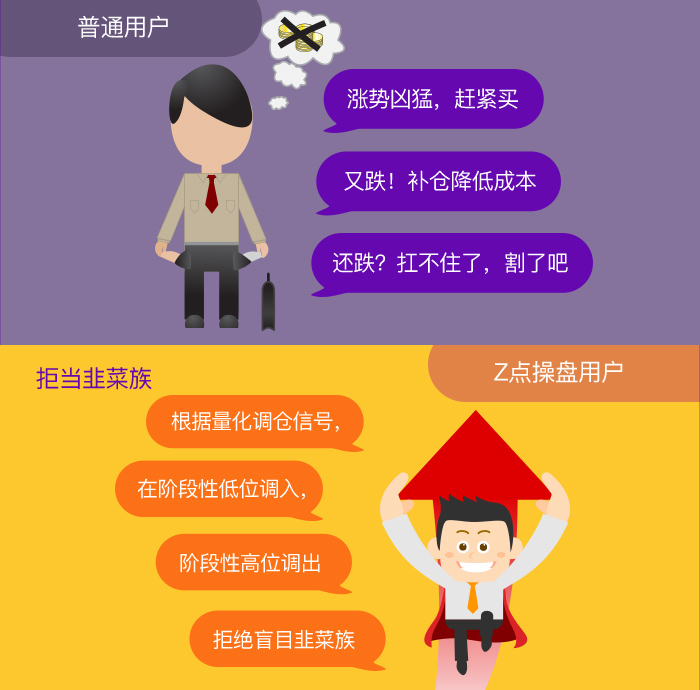 普通用户
涨势凶猛，赶紧买
又跌！补仓降低成本
还跌？扛不住了，割了吧
Z点操盘用户
拒当韭菜族
根据量化调仓信号，
在阶段性低位调入，
阶段性高位调出
拒绝盲目韭菜族